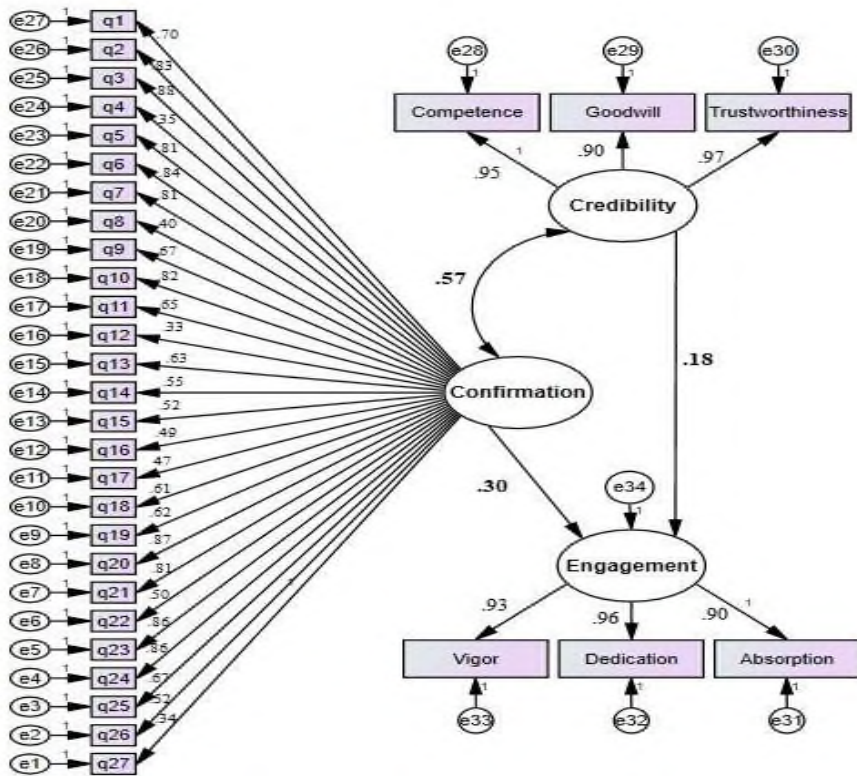 e27 1 q1 .70
e26 1 q2 .83
e25 1 q3 .88
e24 1 q4 .35
e23 1 q5 .81
e22 1 q6 .84
e21 1 q7 .81
e20 1 q8 .40
e19 1 q9 .67
e18 1 q10 .82
e17 1 q11 .65
e16 1 q12 .33
e15 1 q13 .63
e14 1 q14 .55
e13 1 q15 .52
e12 1 q16 .49
e11 1 q17 .47
e10 1 q18 .61
e9 1 q19 .62
e8 1 q20 .87
e7 1 q21 .81
e6 1 q22 .50
e5 1 q23 .86
e4 1 q24 .86
e3 1 q25 .67
e2 1 q26 .52
e1 1 q27 .34
1
e28 e29 e30
1 1 1
Competence Goodwill Trustworthiness
.95 1 .90 .97
Credibility
.57
.18
Confirmation
.30
e34
1
Engagement
.93 .96 .90 1
Vigor Dedication Absorption
1 1 1
e33 e32 e31